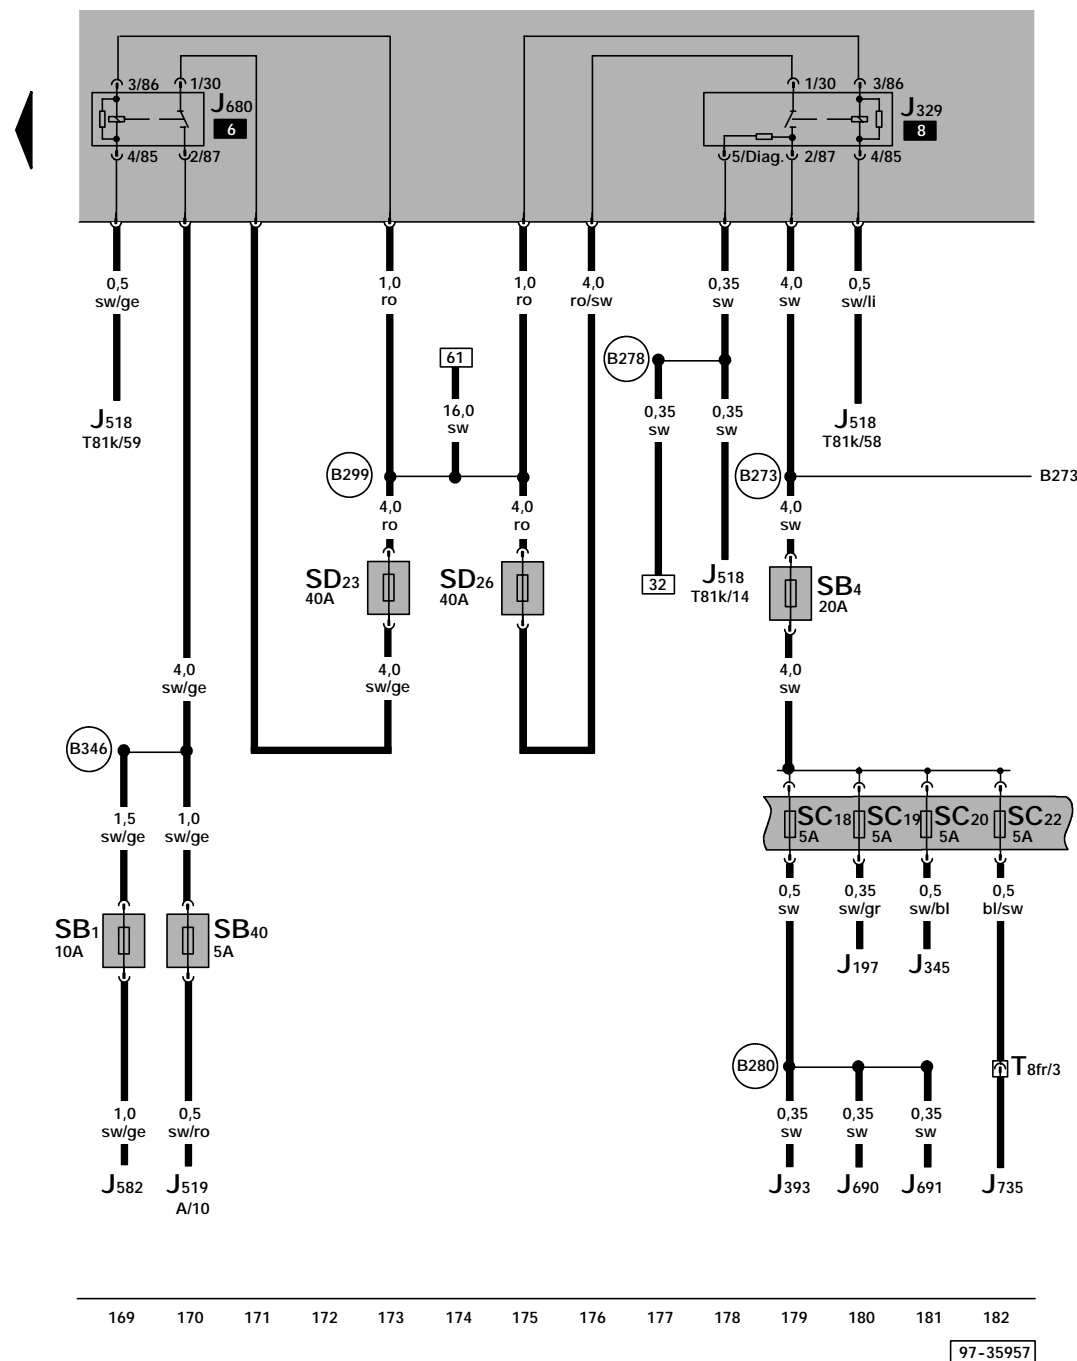 3/86 1/30 1/30 3/86
J680 J329
6 8
4/85 2/87 5/Diag. 2/87 4/85
0,5 1,0 1,0 4,0 0,35 4,0 0,5
sw/ge ro ro ro/sw sw sw sw/li
61 B278
16,0 0,35 0,35
sw sw sw
J518 J518
T81k/59 T81k/58
B299 B273 B273
4,0 4,0 4,0
ro ro sw
SD23 SD26 32 J518 SB4
40A 40A T81k/14 20A
4,0 4,0 4,0
sw/ge sw/ge sw
B346
1,5 1,0 SC18 SC19 SC20 SC22
sw/ge sw/ge 5A 5A 5A 5A
0,5 0,35 0,5 0,5
sw sw/gr sw/bl bl/sw
SB1 SB40
10A 5A
J197 J345
B280 T8fr/3
1,0 0,5 0,35 0,35 0,35
sw/ge sw/ro sw sw sw
J582 J519 J393 J690 J691 J735
A/10
169 170 171 172 173 174 175 176 177 178 179 180 181 182
97-35957